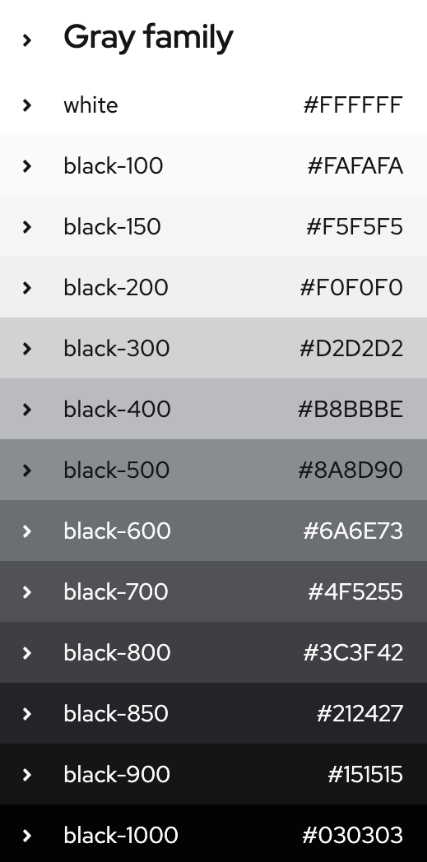 Gray family
white #FFFFFF
black-100 #FAFAFA
black-150 #F5F5F5
black-200 #F0F0F0
black-300 #D2D2D2
black-400 #B8BBBE
black-500 #8A8D90
black-600 #6A6E73
black-700 #4F5255
black-800 #3C3F42
black-850 #212427
black-900 #151515
black-1000 #030303